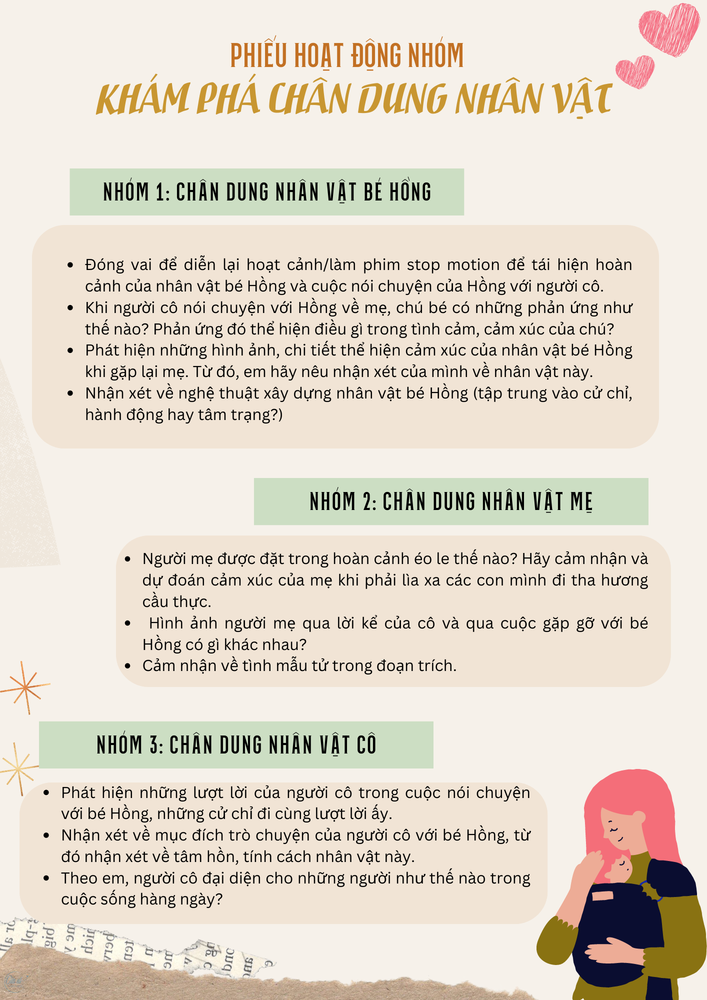 PHIẾU HOẠT ĐỘNG NHÓM
KHÁM PHÁ CHÂN DUNG NHÂN VẬT
NHÓM 1: CHÂN DUNG NHÂN VẬT BÉ HỒNG
• Đóng vai để diễn lại hoạt cảnh/làm phim stop motion để tái hiện hoàn
cảnh của nhân vật bé Hồng và cuộc nói chuyện của Hồng với người cô.
• Khi người cô nói chuyện với Hồng về mẹ, chú bé có những phản ứng như
thế nào? Phản ứng đó thể hiện điều gì trong tình cảm, cảm xúc của chú?
• Phát hiện những hình ảnh, chi tiết thể hiện cảm xúc của nhân vật bé Hồng
khi gặp lại mẹ. Từ đó, em hãy nêu nhận xét của mình về nhân vật này.
• Nhận xét về nghệ thuật xây dựng nhân vật bé Hồng (tập trung vào cử chỉ,
hành động hay tâm trạng?)
NHÓM 2: CHÂN DUNG NHÂN VẬT MẸ
• Người mẹ được đặt trong hoàn cảnh éo le thế nào? Hãy cảm nhận và
dự đoán cảm xúc của mẹ khi phải lìa xa các con mình đi tha hương
cầu thực.
• Hình ảnh người mẹ qua lời kể của cô và qua cuộc gặp gỡ với bé
Hồng có gì khác nhau?
• Cảm nhận về tình mẫu tử trong đoạn trích.
NHÓM 3: CHÂN DUNG NHÂN VẬT CÔ
• Phát hiện những lượt lời của người cô trong cuộc nói chuyện
với bé Hồng, những cử chỉ đi cùng lượt lời ấy.
• Nhận xét về mục đích trò chuyện của người cô với bé Hồng, từ
đó nhận xét về tâm hồn, tính cách nhân vật này.
• Theo em, người cô đại diện cho những người như thế nào trong
cuộc sống hàng ngày?